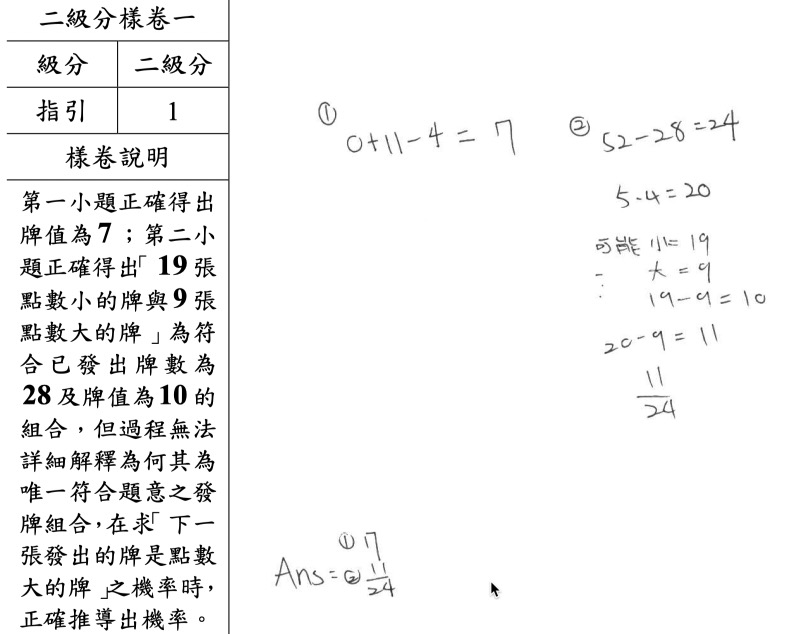 二級分樣卷一
級分 二級分
指引 1
樣卷說明
第一小題正確得出
牌值為7；第二小
題正確得出「19張
點數小的牌與9張
點數大的牌」為符
合已發出牌數為
28及牌值為10的
組合，但過程無法
詳細解釋為何其為
唯一符合題意之發
牌組合，在求「下一
張發出的牌是點數
大的牌」之機率時，
正確推導出機率。
①
0+11-4=7
②
52-28=24
5·4=20
可能 小=19
大=9
19-9=10
20-9=11
11
24
Ans= ① 7
② 11
24